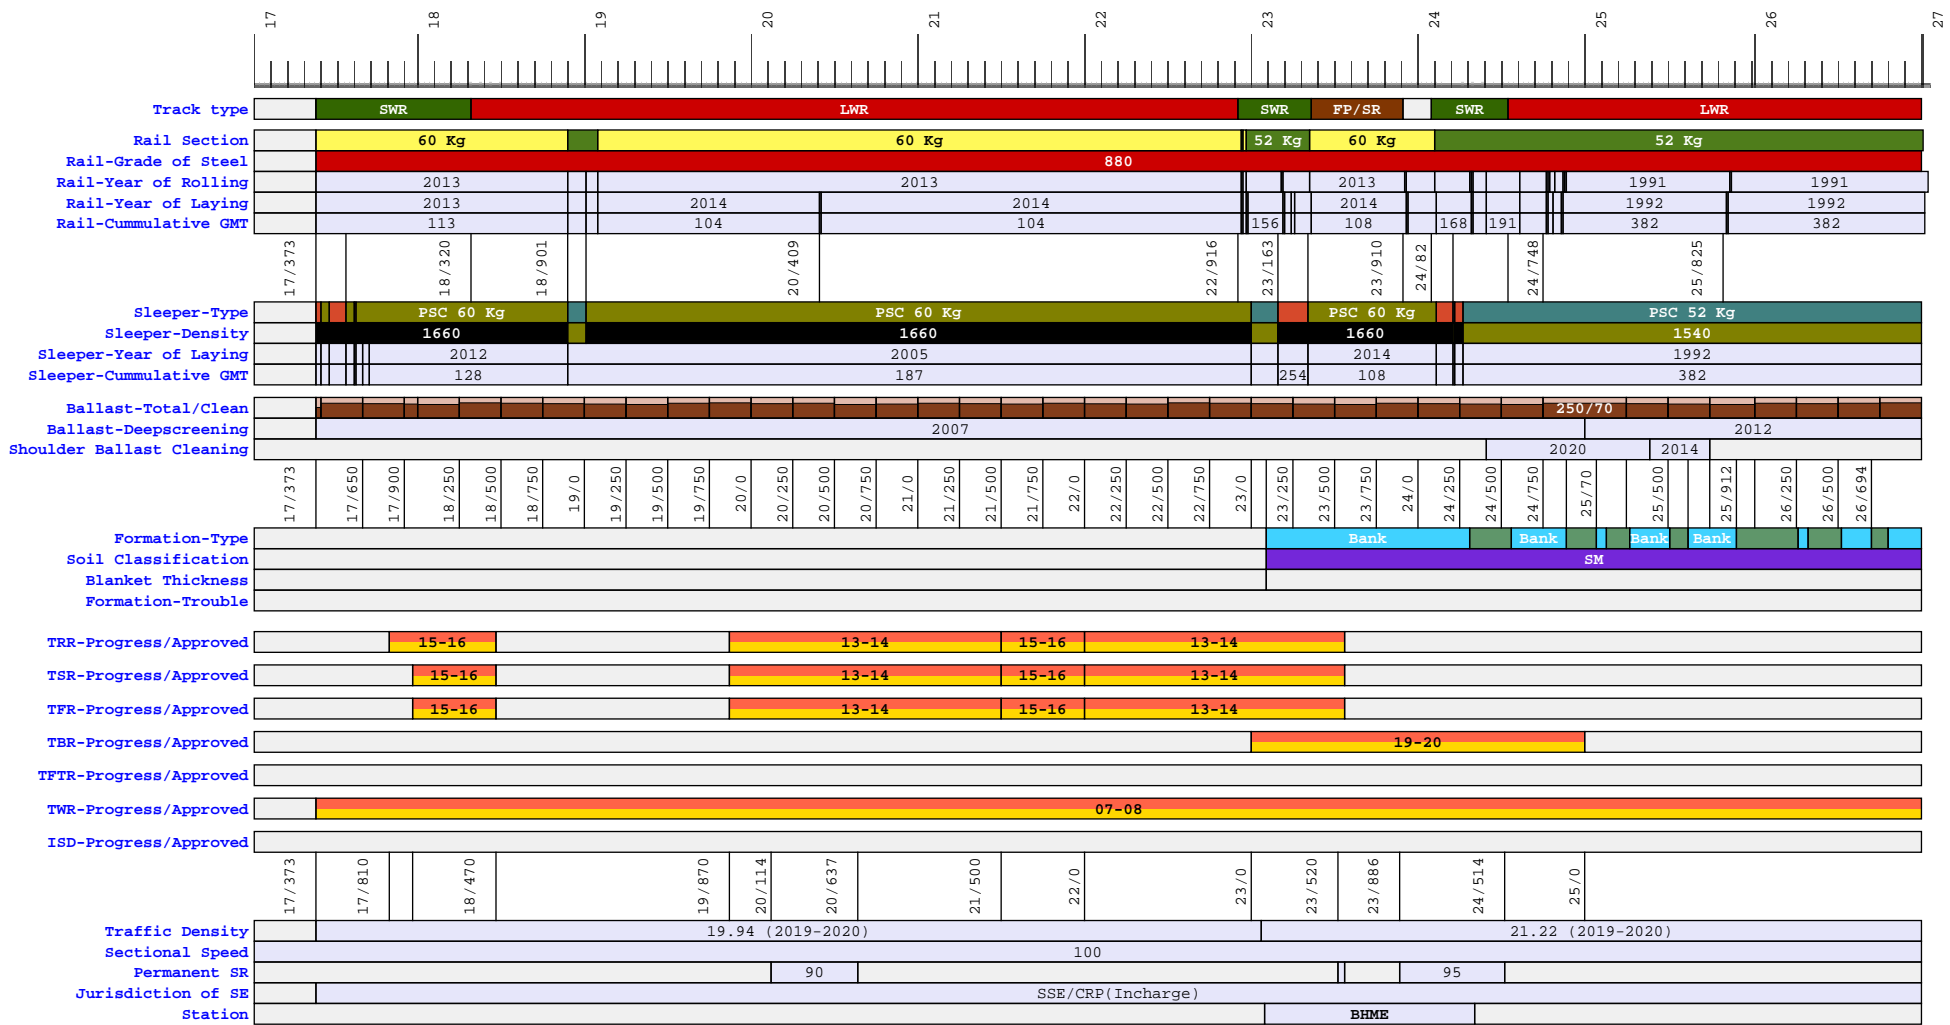 17 18 19 20 21 22 23 24 25 26 27
Track type SWR LWR SWR FP/SR SWR LWR
Rail Section 60 Kg 60 Kg 52 Kg 60 Kg 52 Kg
Rail-Grade of Steel 880
Rail-Year of Rolling 2013 2013 2013 1991 1991
Rail-Year of Laying 2013 2014 2014 2014 1992 1992
Rail-Cummulative GMT 113 104 104 156 108 168 191 382 382
17/373 18/320 18/901 20/409 22/916 23/163 23/910 24/82 24/748 25/825
Sleeper-Type PSC 60 Kg PSC 60 Kg PSC 60 Kg PSC 52 Kg
Sleeper-Density 1660 1660 1660 1540
Sleeper-Year of Laying 2012 2005 2014 1992
Sleeper-Cummulative GMT 128 187 254 108 382
Ballast-Total/Clean 250/70
Ballast-Deepscreening 2007 2012
Shoulder Ballast Cleaning 2020 2014
17/373 17/650 17/900 18/250 18/500 18/750 19/0 19/250 19/500 19/750 20/0 20/250 20/500 20/750 21/0 21/250 21/500 21/750 22/0 22/250 22/500 22/750 23/0 23/250 23/500 23/750 24/0 24/250 24/500 24/750 25/70 25/500 25/912 26/250 26/500 26/694
Formation-Type Bank Bank Bank Bank
Soil Classification SM
Blanket Thickness
Formation-Trouble
TRR-Progress/Approved 15-16 13-14 15-16 13-14
TSR-Progress/Approved 15-16 13-14 15-16 13-14
TFR-Progress/Approved 15-16 13-14 15-16 13-14
TBR-Progress/Approved 19-20
TFTR-Progress/Approved
TWR-Progress/Approved 07-08
ISD-Progress/Approved
17/373 17/810 18/470 19/870 20/114 20/637 21/500 22/0 23/0 23/520 23/886 24/514 25/0
Traffic Density 19.94 (2019-2020) 21.22 (2019-2020)
Sectional Speed 100
Permanent SR 90 95
Jurisdiction of SE SSE/CRP(Incharge)
Station BHME